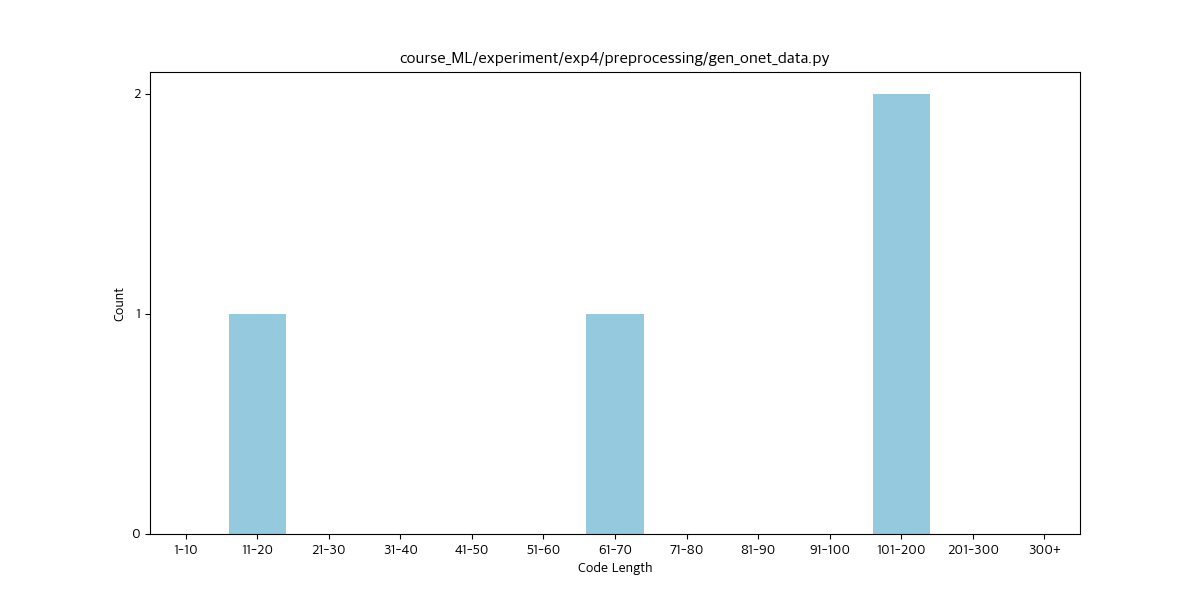 course_ML/experiment/exp4/preprocessing/gen_onet_data.py
2
1
0
Count
1-10 11-20 21-30 31-40 41-50 51-60 61-70 71-80 81-90 91-100 101-200 201-300 300+
Code Length